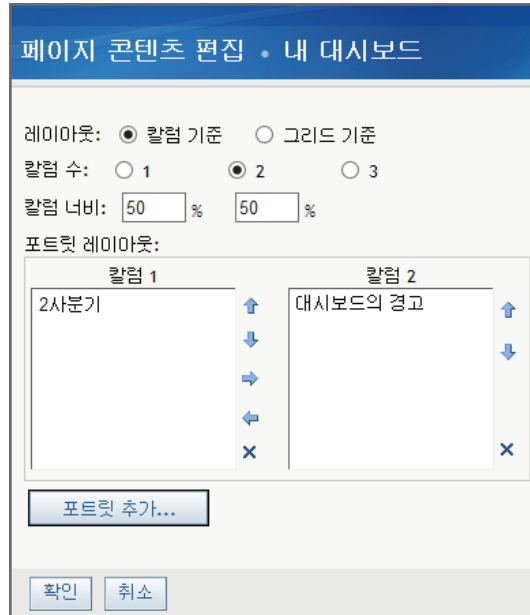 페이지 콘텐츠 편집 • 내 대시보드
레이아웃: 칼럼 기준 그리드 기준
칼럼 수: 1 2 3
칼럼 너비: 50 % 50 %
포트릿 레이아웃:
칼럼 1 칼럼 2
2사분기 대시보드의 경고
포트릿 추가...
확인 취소